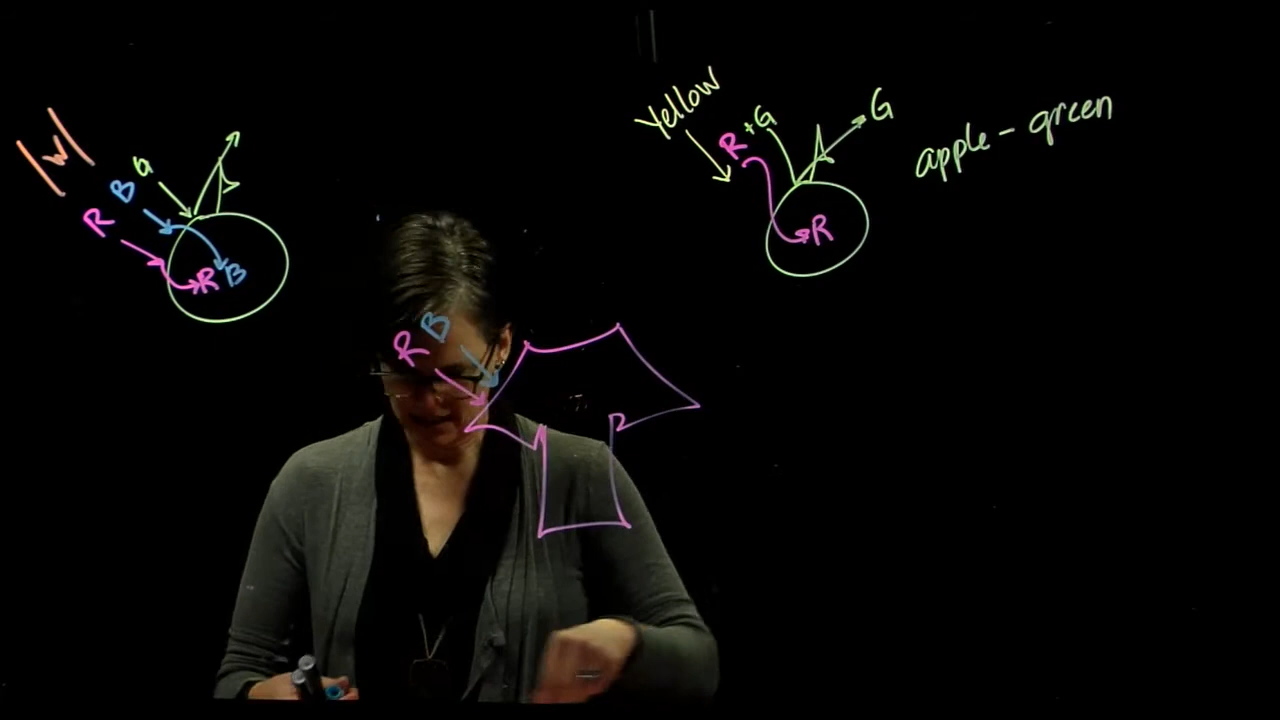 /W/
G
B
R
R B
Yellow
R +G
G
R
apple - green
R B